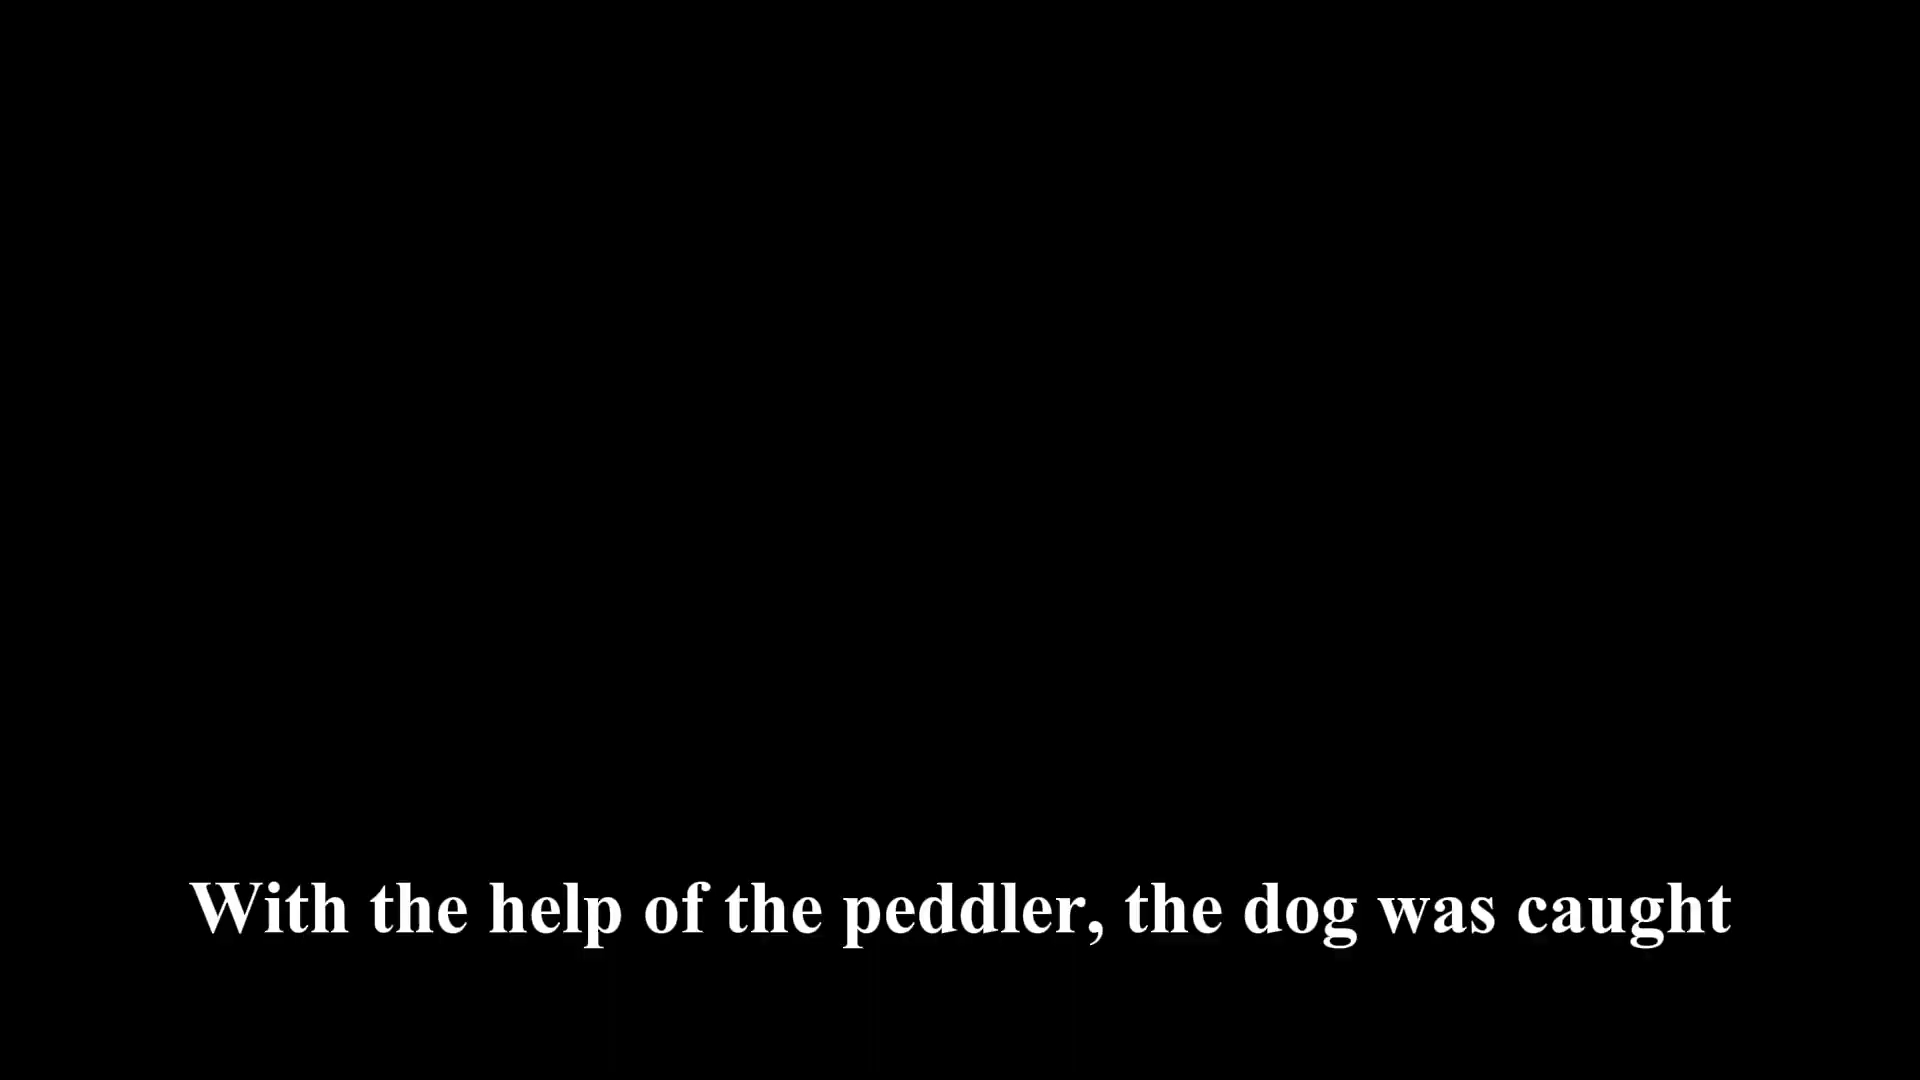 With the help of the peddler, the dog was caught